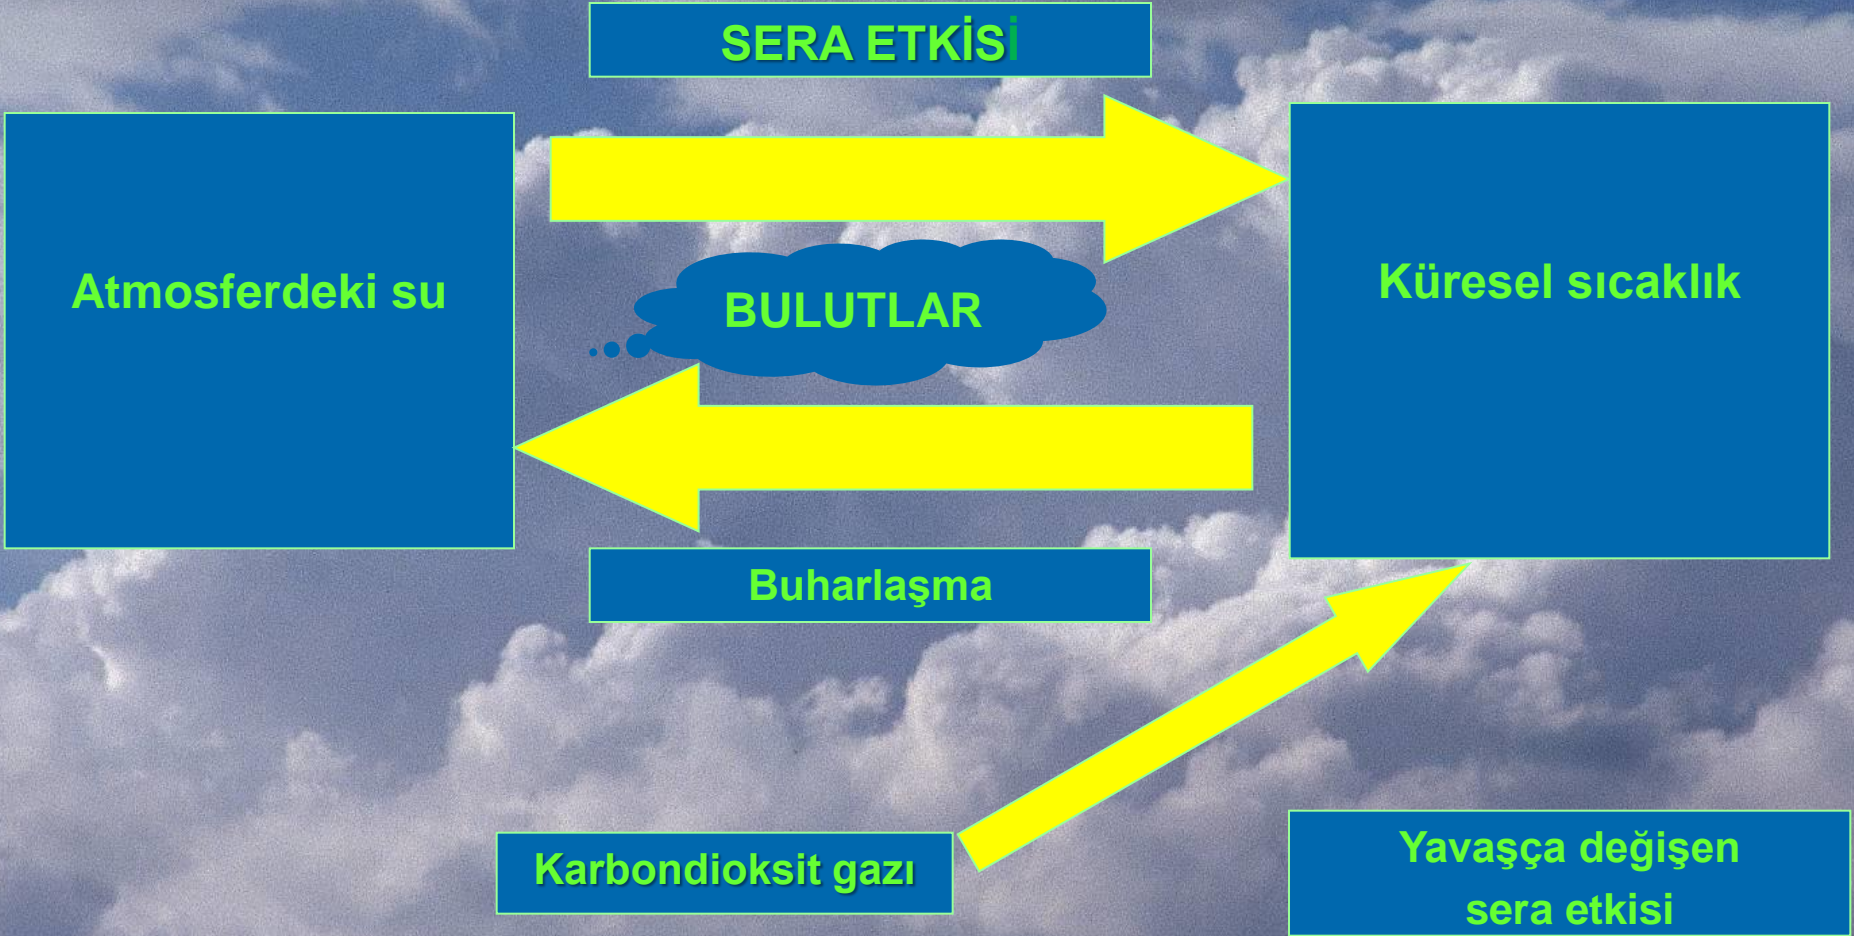 SERA ETKİSİ
Atmosferdeki su
Küresel sıcaklık
BULUTLAR
Buharlaşma
Karbondioksit gazı
Yavaşça değişen
sera etkisi